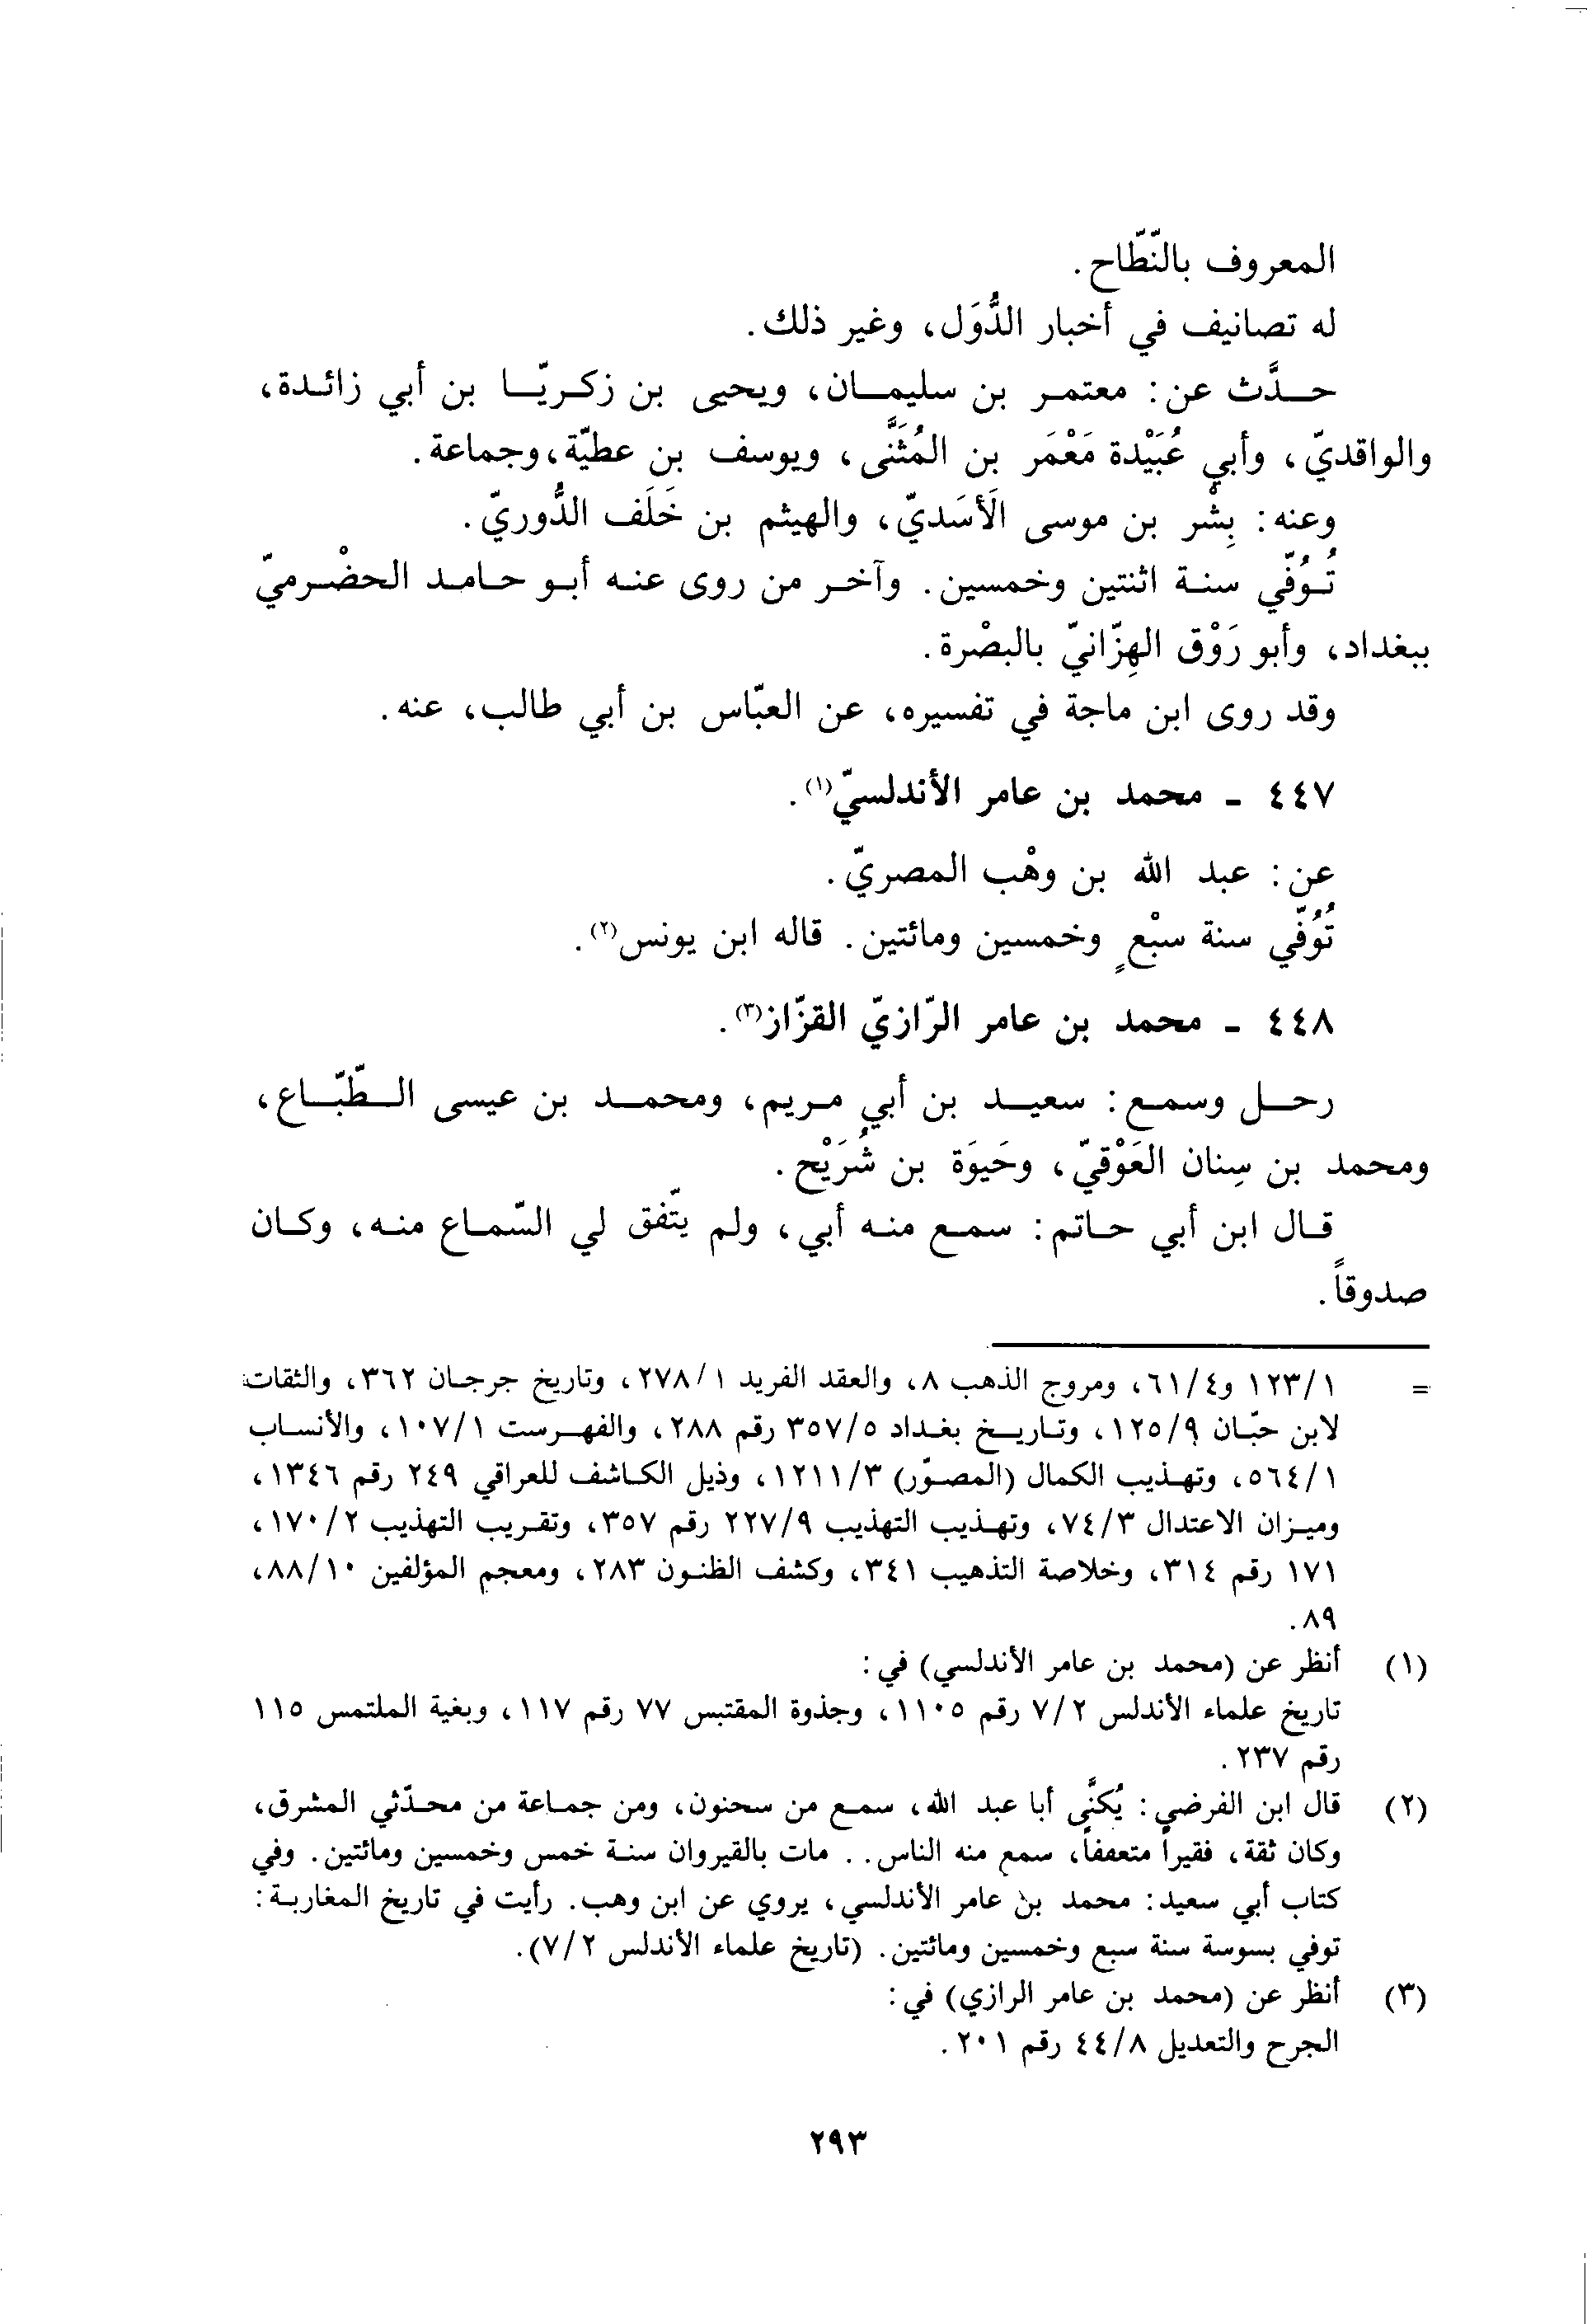 المعروف بالنّطّاح.
له تصانيف في أخبار الدُّوَل، وغير ذلك.
حدَّث عن: معتمر بن سليمان، ويحيى بن زكريّا بن أبي زائدة،
والواقديّ، وأبي عُبَيْدة مَعْمَر بن المُثَنَّى، ويوسف بن عطيّة، وجماعة.
وعنه: بِشْر بن موسى الَأسَديّ، والهيثم بن خَلَف الدُّوريّ.
تُوُفّي سنة اثنتين وخمسين. وآخر من روى عنه أبو حامد الحضْرميّ
ببغداد، وأبو رَوْق الهِزّانيّ بالبصْرة.
وقد روى ابن ماجة في تفسيره، عن العبّاس بن أبي طالب، عنه.
٤٤٧ - محمد بن عامر الأندلسيّ(١).
عن: عبد الله بن وهْب المصريّ.
تُوُفّي سنة سبْعٍ وخمسين ومائتين. قاله ابن يونس(٢).
٤٤٨ - محمد بن عامر الرّازيّ القزّاز(٣).
رحل وسمع: سعيد بن أبي مريم، ومحمد بن عيسى الطّبّاع،
ومحمد بن سِنان العَوْقيّ، وحَيوَة بن شُرَيْح.
قال ابن أبي حاتم: سمع منه أبي، ولم يتّفق لي السّماع منه، وكان
صدوقاً.
= ١٢٣/١ و٦١/٤، ومروج الذهب ٨، والعقد الفريد ٢٧٨/١، وتاريخ جرجان ٣٦٢، والثقات
لابن حبّان ١٢٥/٩، وتاريخ بغداد ٣٥٧/٥ رقم ٢٨٨، والفهرست ١٠٧/١، والأنساب
٥٦٤/١، وتهذيب الكمال (المصوّر) ١٢١١/٣، وذيل الكاشف للعراقي ٢٤٩ رقم ١٣٤٦،
وميزان الاعتدال ٧٤/٣، وتهذيب التهذيب ٢٢٧/٩ رقم ٣٥٧، وتقريب التهذيب ١٧٠/٢،
١٧١ رقم ٣١٤، وخلاصة التذهيب ٣٤١، وكشف الظنون ٢٨٣، ومعجم المؤلفين ٨٨/١٠،
٨٩.
(١) أنظر عن (محمد بن عامر الأندلسي) في:
تاريخ علماء الأندلس ٧/٢ رقم ١١٠٥، وجذوة المقتبس ٧٧ رقم ١١٧، وبغية الملتمس ١١٥
رقم ٢٣٧.
(٢) قال ابن الفرضي: يُكنَّى أبا عبد الله، سمع من سحنون، ومن جماعة من محدّثي المشرق،
وكان ثقة، فقيراً متعففاً، سمع منه الناس.. مات بالقيروان سنة خمس وخمسين ومائتين. وفي
كتاب أبي سعيد: محمد بن عامر الأندلسي، يروي عن ابن وهب. رأيت في تاريخ المغاربة:
توفي بسوسة سنة سبع وخمسين ومائتين. (تاريخ علماء الأندلس ٧/٢).
(٣) أنظر عن (محمد بن عامر الرازي) في:
الجرح والتعديل ٤٤/٨ رقم ٢٠١.
٢٩٣